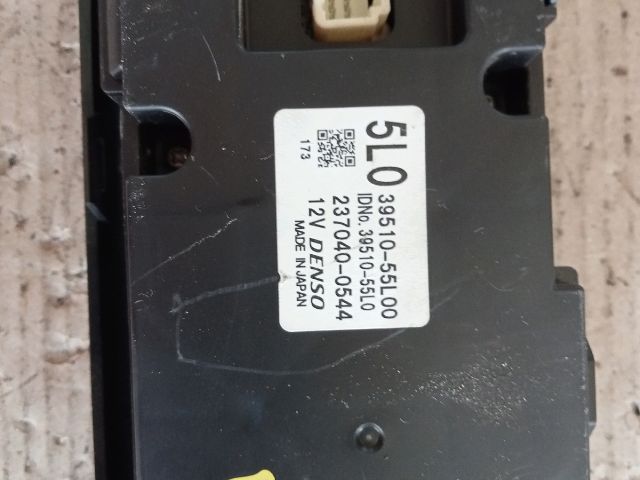 5L0
173
39510-55L00
IDNo. 39510-55L0
237040-0544
12V DENSO
MADE IN JAPAN